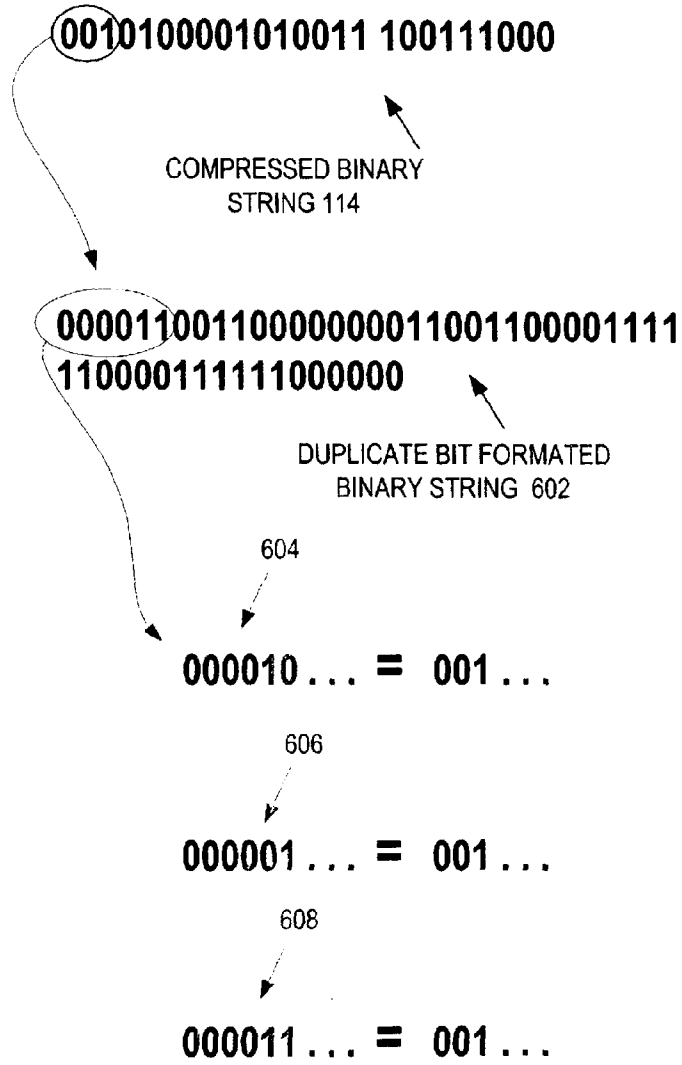 0010100001010011 100111000
COMPRESSED BINARY
STRING 114
00001100110000000011001100001111
110000111111000000
DUPLICATE BIT FORMATED
BINARY STRING 602
604
000010 . . . = 001 . . .
606
000001 . . . = 001 . . .
608
000011 . . . = 001 . . .